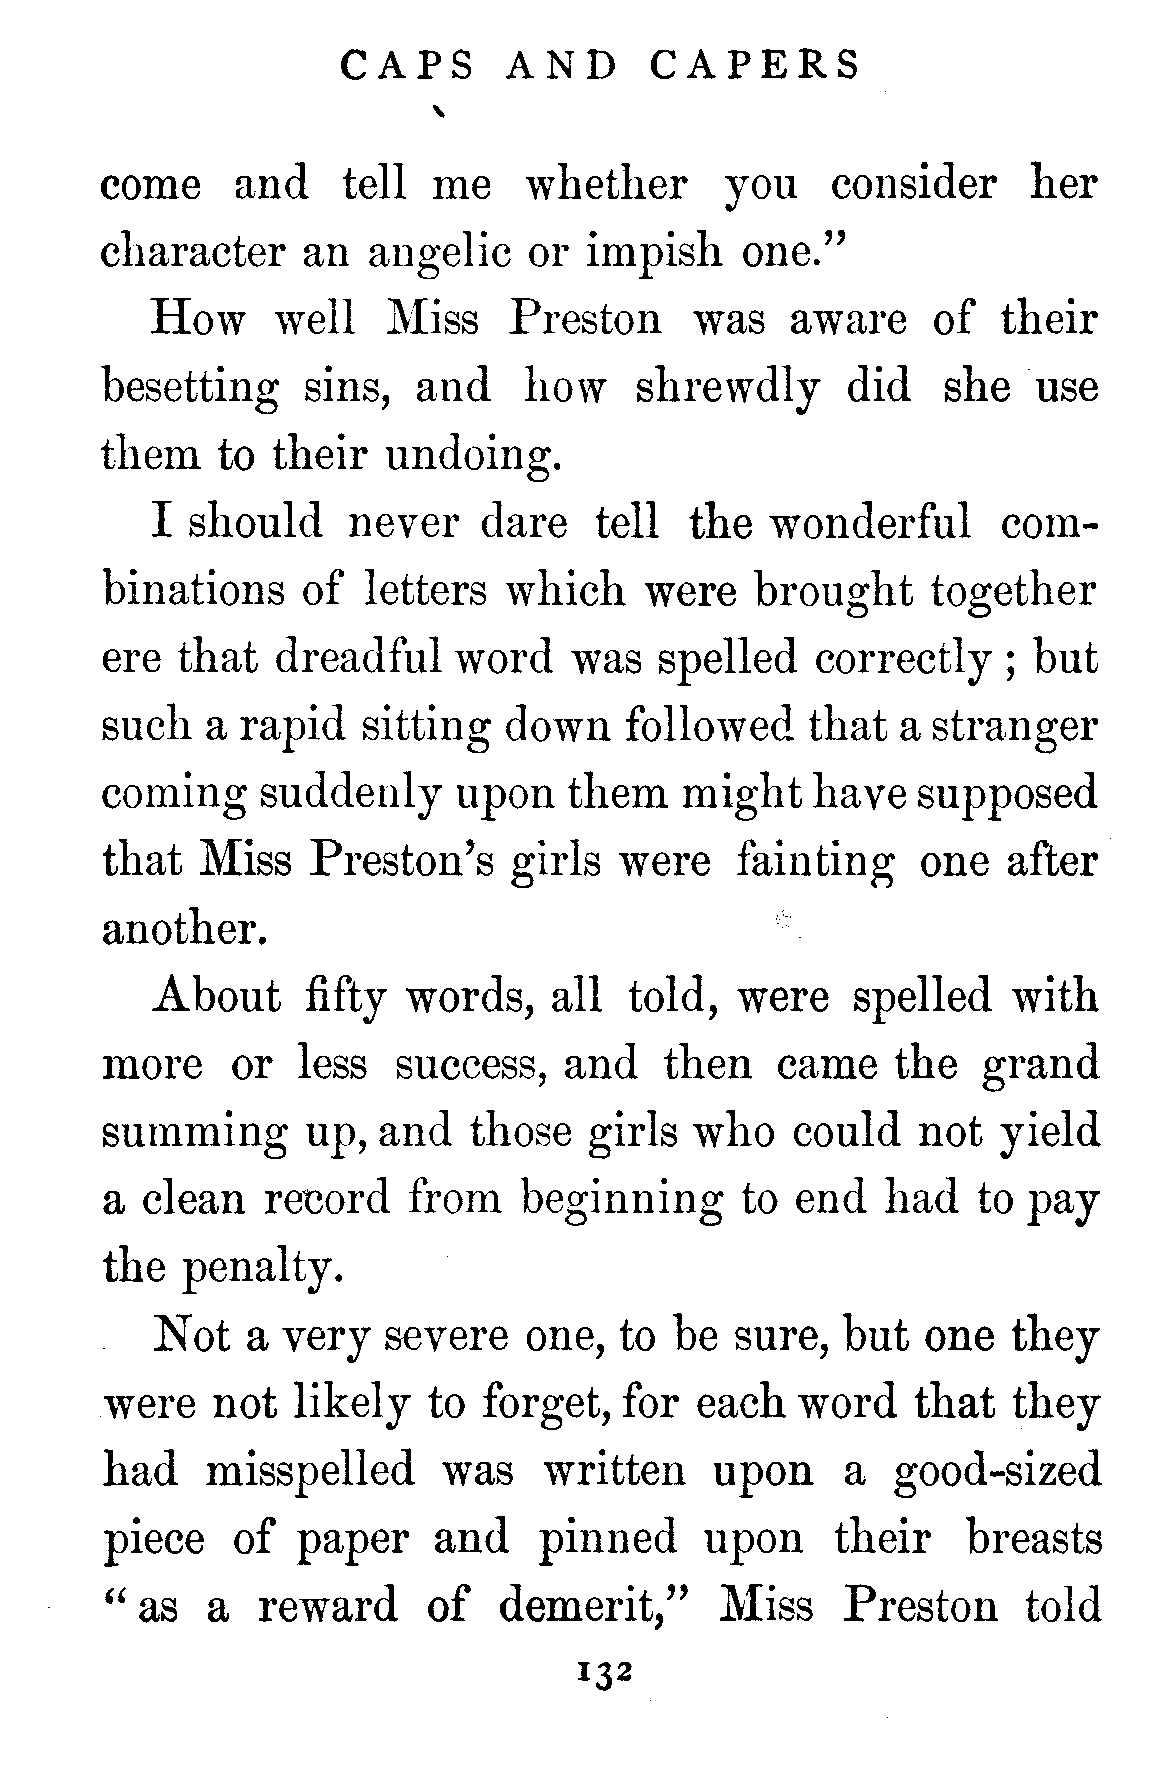 CAPS AND CAPERS
come and tell me whether you consider her
character an angelic or impish one."
How well Miss Preston was aware of their
besetting sins, and how shrewdly did she use
them to their undoing.
I should never dare tell the wonderful com-
binations of letters which were brought together
ere that dreadful word was spelled correctly ; but
such a rapid sitting down followed that a stranger
coming suddenly upon them might have supposed
that Miss Preston's girls were fainting one after
another.
About fifty words, all told, were spelled with
more or less success, and then came the grand
summing up, and those girls who could not yield
a clean record from beginning to end had to pay
the penalty.
Not a very severe one, to be sure, but one they
were not likely to forget, for each word that they
had misspelled was written upon a good-sized
piece of paper and pinned upon their breasts
" as a reward of demerit," Miss Preston told
132